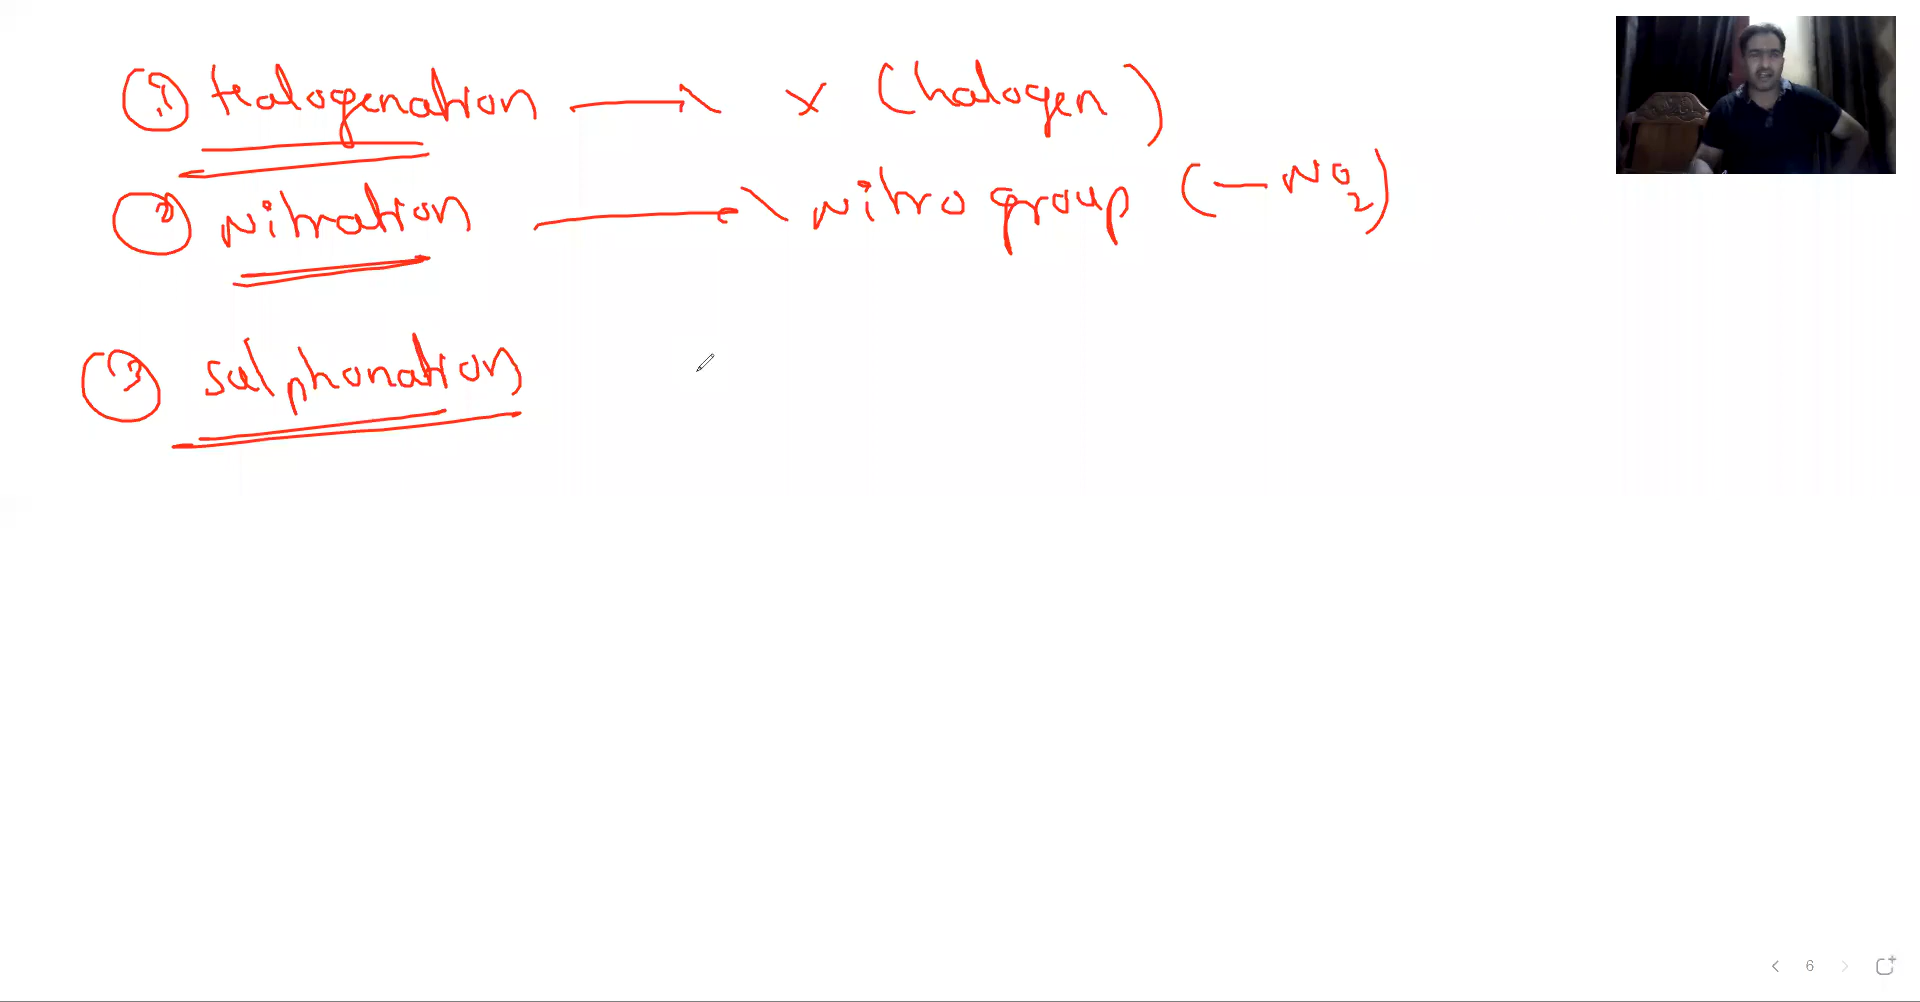 ① Halogenation → X (halogen)
② Nitration → Nitro group (—NO₂)
③ sulphonation
6